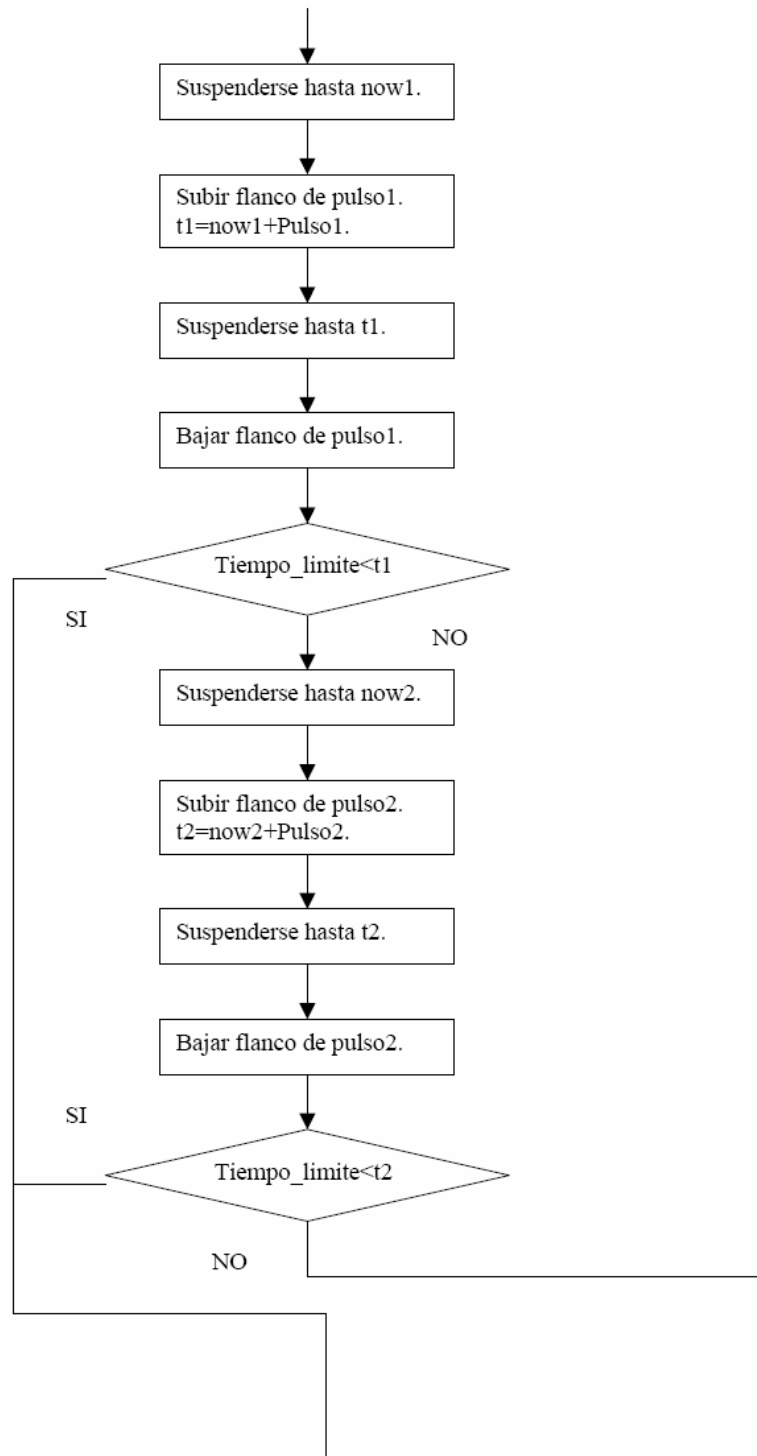 Suspenderse hasta now1.
Subir flanco de pulso1.
t1=now1+Pulso1.
Suspenderse hasta t1.
Bajar flanco de pulso1.
Tiempo_limite<t1
SI
NO
Suspenderse hasta now2.
Subir flanco de pulso2.
t2=now2+Pulso2.
Suspenderse hasta t2.
Bajar flanco de pulso2.
SI
Tiempo_limite<t2
NO